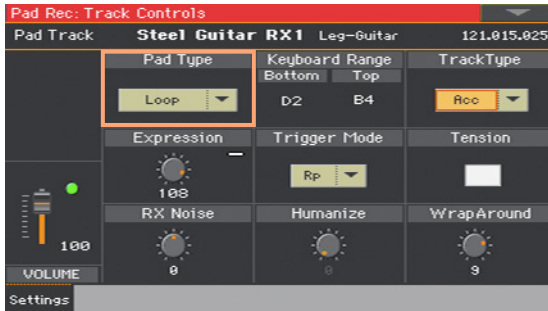 Pad Rec: Track Controls
Pad Track Steel Guitar RX1 Leg-Guitar 121.015.025
Pad Type Keyboard Range TrackType
Bottom Top
Loop D2 B4 Acc
Expression Trigger Mode Tension
Rp
108
RX Noise Humanize WrapAround
100
VOLUME 0 0 9
Settings